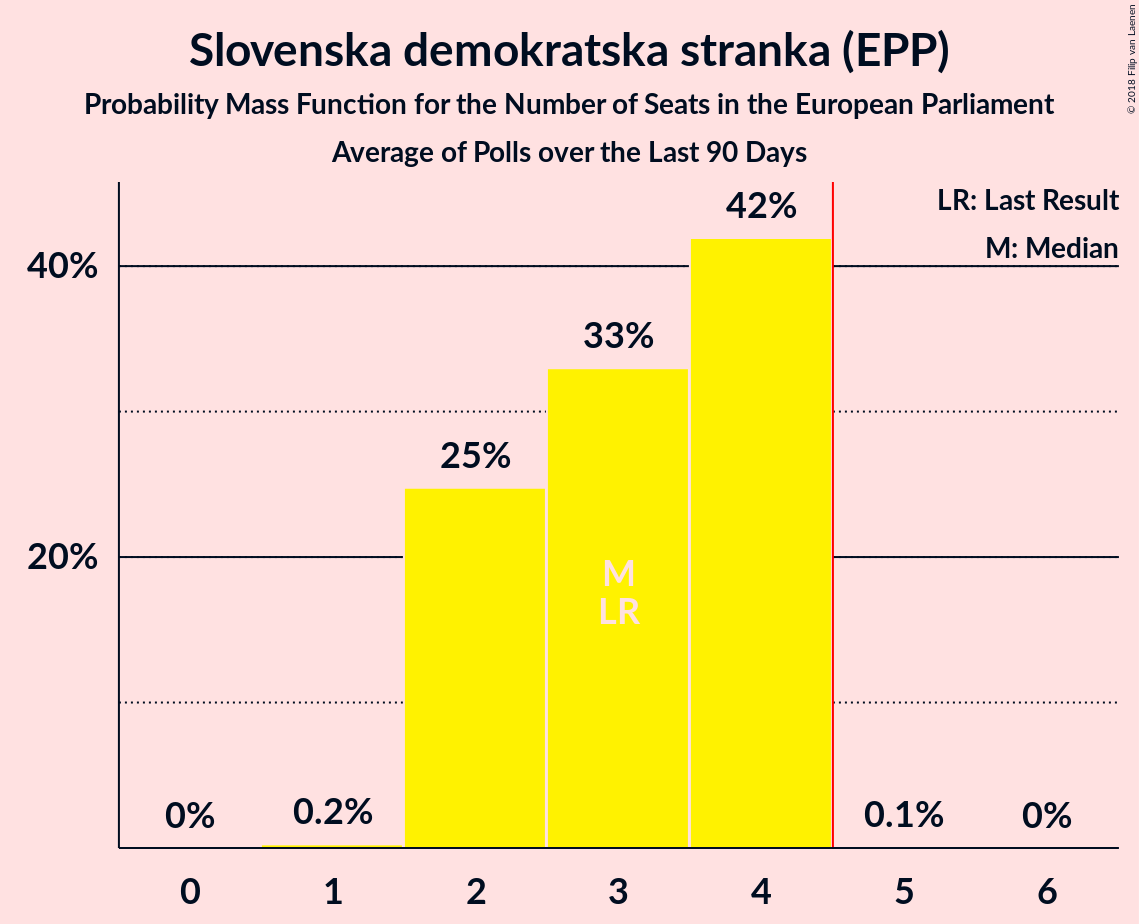 Slovenska demokratska stranka (EPP)
Probability Mass Function for the Number of Seats in the European Parliament
Average of Polls over the Last 90 Days
© 2018 Filip van Laenen
LR: Last Result
M: Median
40%
20%
0%
0.2%
25%
33%
42%
0.1%
0%
M
LR
0 1 2 3 4 5 6